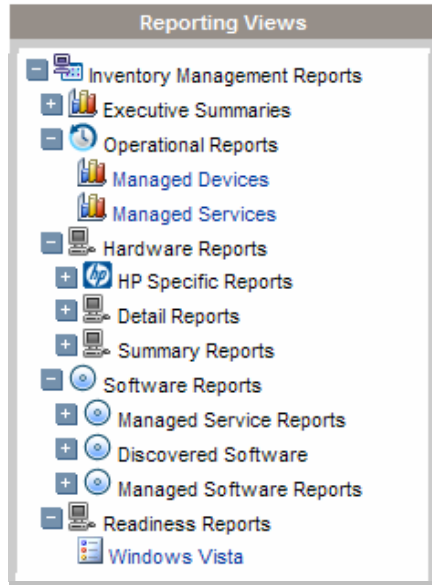 Reporting Views
Inventory Management Reports
Executive Summaries
Operational Reports
Managed Devices
Managed Services
Hardware Reports
hp HP Specific Reports
Detail Reports
Summary Reports
Software Reports
Managed Service Reports
Discovered Software
Managed Software Reports
Readiness Reports
Windows Vista